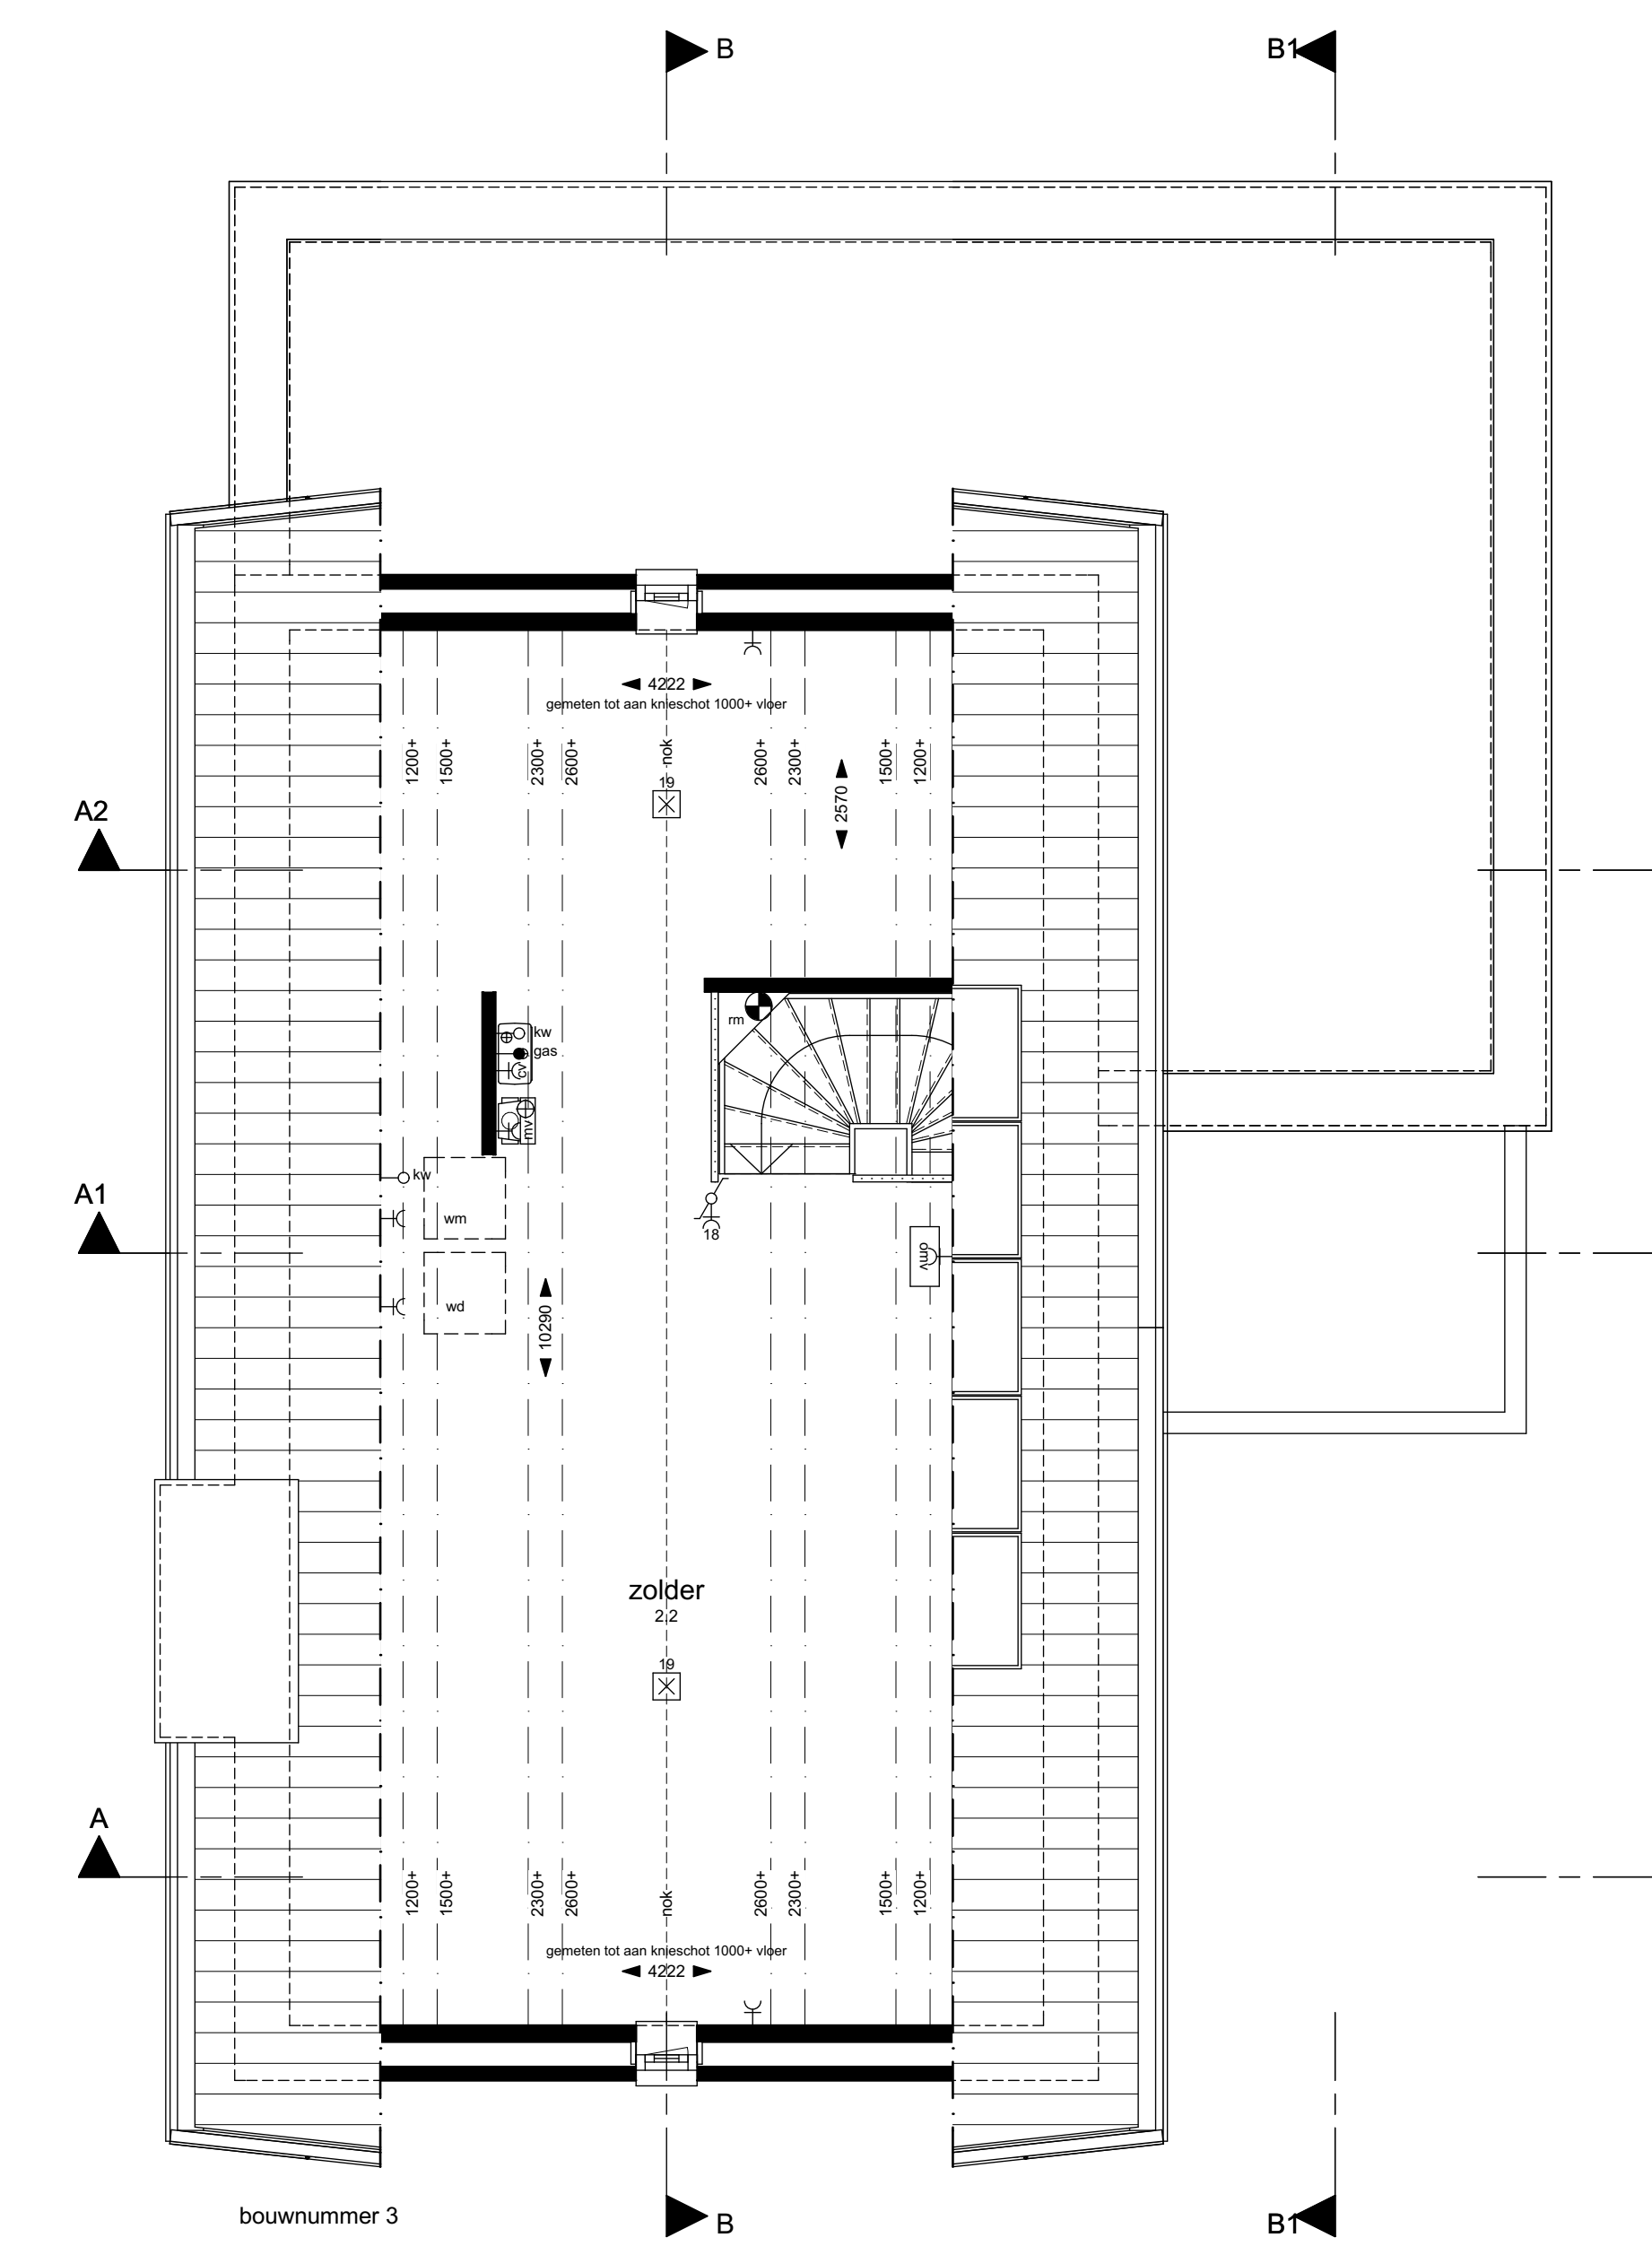 B
B1
4222
gemeten tot aan knieschot 1000+ vloer
1200+
1500+
2300+
2600+
nok
2600+
2300+
1500+
1200+
19
2570
A2
rm
kw
gas
cv
mv
kw
A1
wm
18
omv
wd
10290
zolder
2.2
19
A
1200+
1500+
2300+
2600+
nok
2600+
2300+
1500+
1200+
gemeten tot aan knieschot 1000+ vloer
4222
bouwnummer 3
B
B1